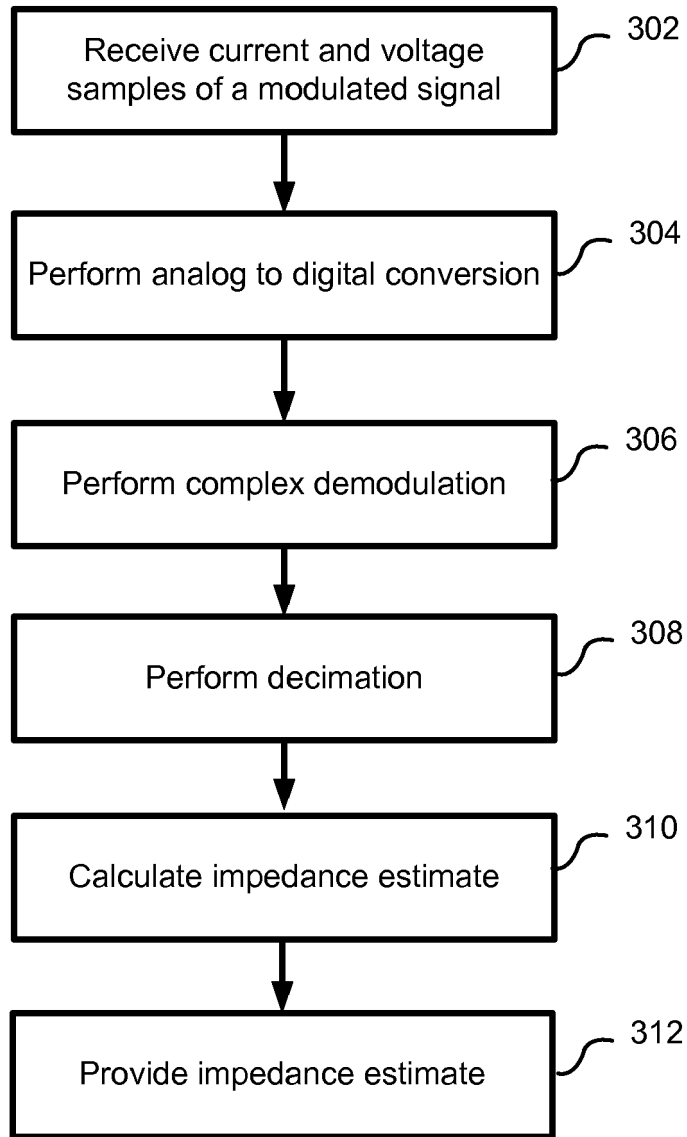 Receive current and voltage
samples of a modulated signal
302
Perform analog to digital conversion
304
Perform complex demodulation
306
Perform decimation
308
Calculate impedance estimate
310
Provide impedance estimate
312